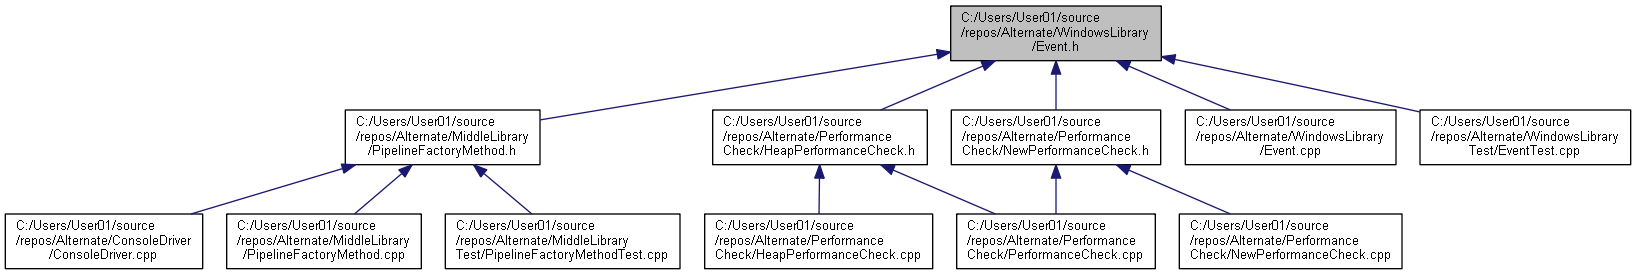 C:/Users/User01/source
/repos/Alternate/WindowsLibrary
/Event.h
C:/Users/User01/source
/repos/Alternate/MiddleLibrary
/PipelineFactoryMethod.h
C:/Users/User01/source
/repos/Alternate/Performance
Check/HeapPerformanceCheck.h
C:/Users/User01/source
/repos/Alternate/Performance
Check/NewPerformanceCheck.h
C:/Users/User01/source
/repos/Alternate/WindowsLibrary
/Event.cpp
C:/Users/User01/source
/repos/Alternate/WindowsLibrary
Test/EventTest.cpp
C:/Users/User01/source
/repos/Alternate/ConsoleDriver
/ConsoleDriver.cpp
C:/Users/User01/source
/repos/Alternate/MiddleLibrary
/PipelineFactoryMethod.cpp
C:/Users/User01/source
/repos/Alternate/MiddleLibrary
Test/PipelineFactoryMethodTest.cpp
C:/Users/User01/source
/repos/Alternate/Performance
Check/HeapPerformanceCheck.cpp
C:/Users/User01/source
/repos/Alternate/Performance
Check/PerformanceCheck.cpp
C:/Users/User01/source
/repos/Alternate/Performance
Check/NewPerformanceCheck.cpp